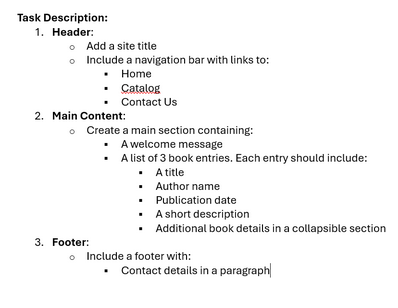 Task Description:
1. Header:
o Add a site title
o Include a navigation bar with links to:
▪ Home
▪ Catalog
▪ Contact Us
2. Main Content:
o Create a main section containing:
▪ A welcome message
▪ A list of 3 book entries. Each entry should include:
▪ A title
▪ Author name
▪ Publication date
▪ A short description
▪ Additional book details in a collapsible section
3. Footer:
o Include a footer with:
▪ Contact details in a paragraph